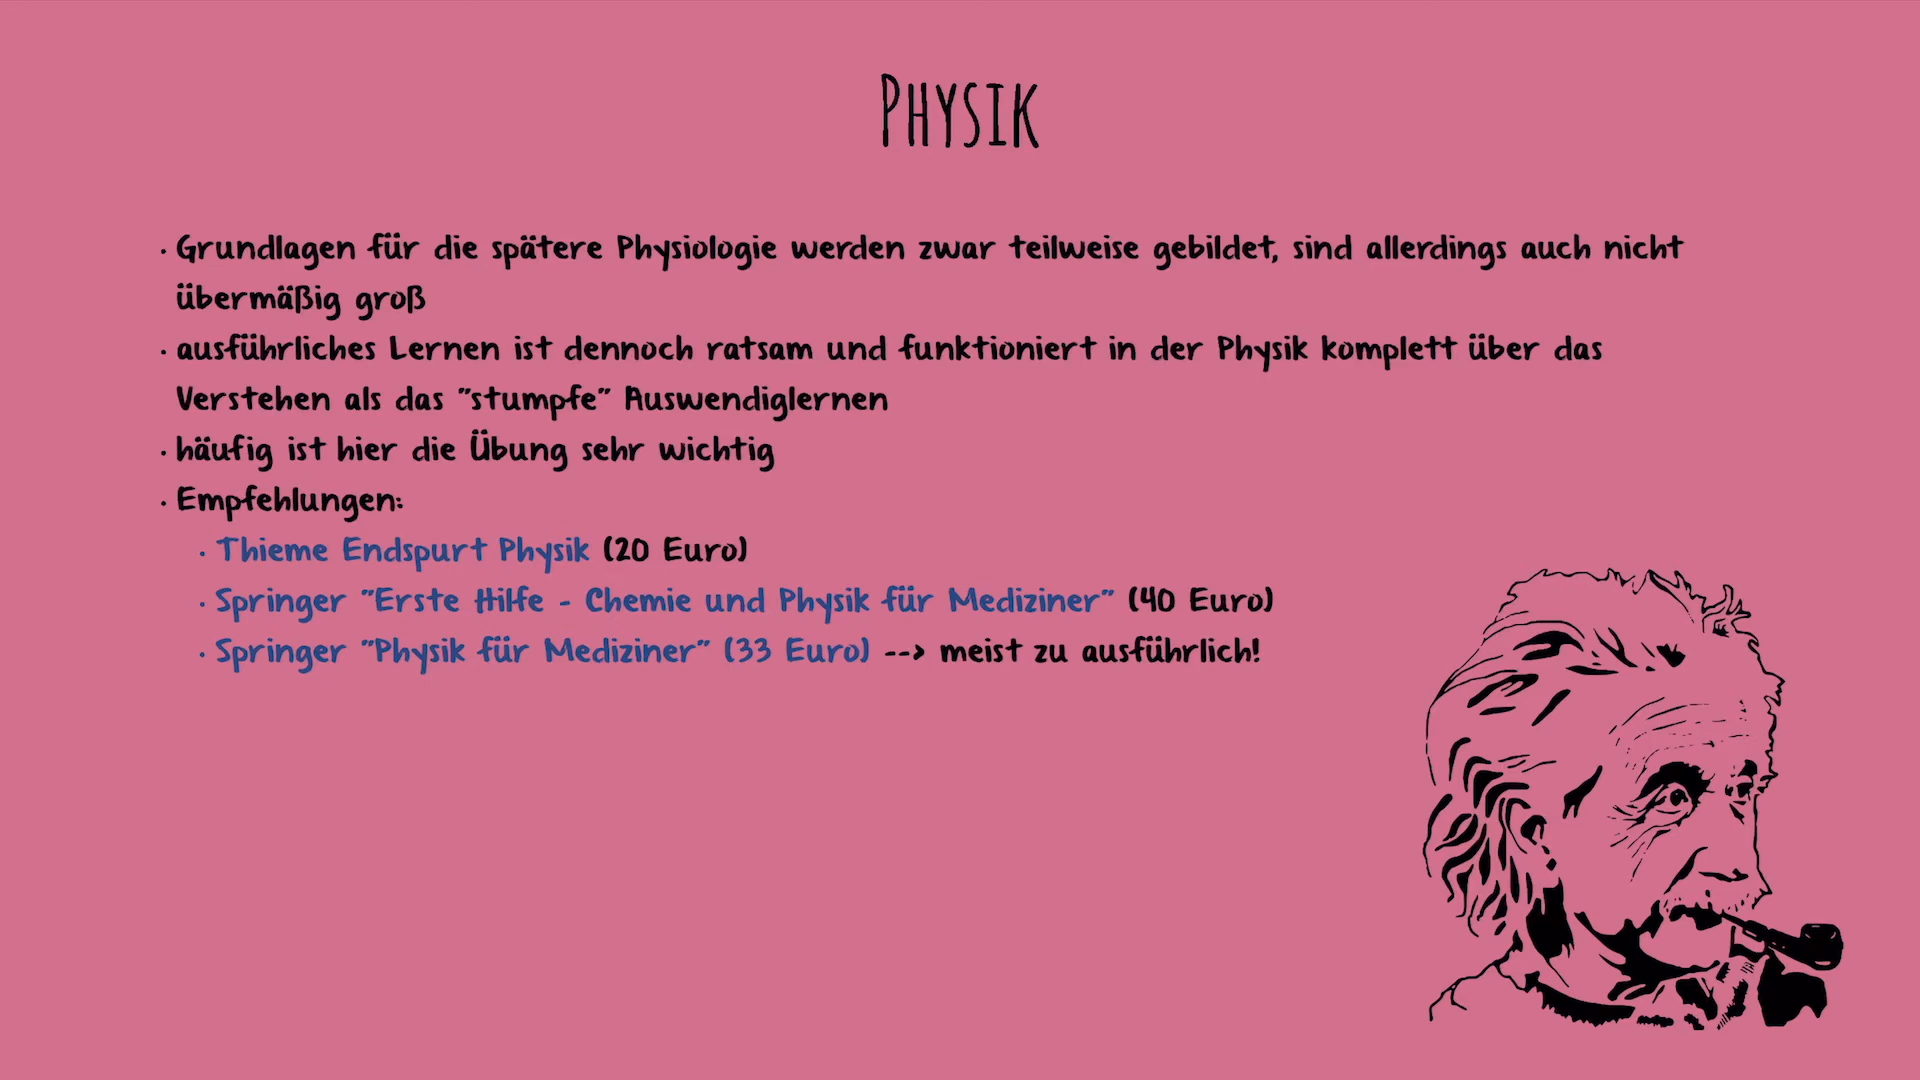 Physik
· Grundlagen für die spätere Physiologie werden zwar teilweise gebildet, sind allerdings auch nicht
übermäßig groß
· ausführliches Lernen ist dennoch ratsam und funktioniert in der Physik komplett über das
Verstehen als das "stumpfe" Auswendiglernen
· häufig ist hier die Übung sehr wichtig
· Empfehlungen:
· Thieme Endspurt Physik (20 Euro)
· Springer "Erste Hilfe - Chemie und Physik für Mediziner" (40 Euro)
· Springer "Physik für Mediziner" (33 Euro) --> meist zu ausführlich!